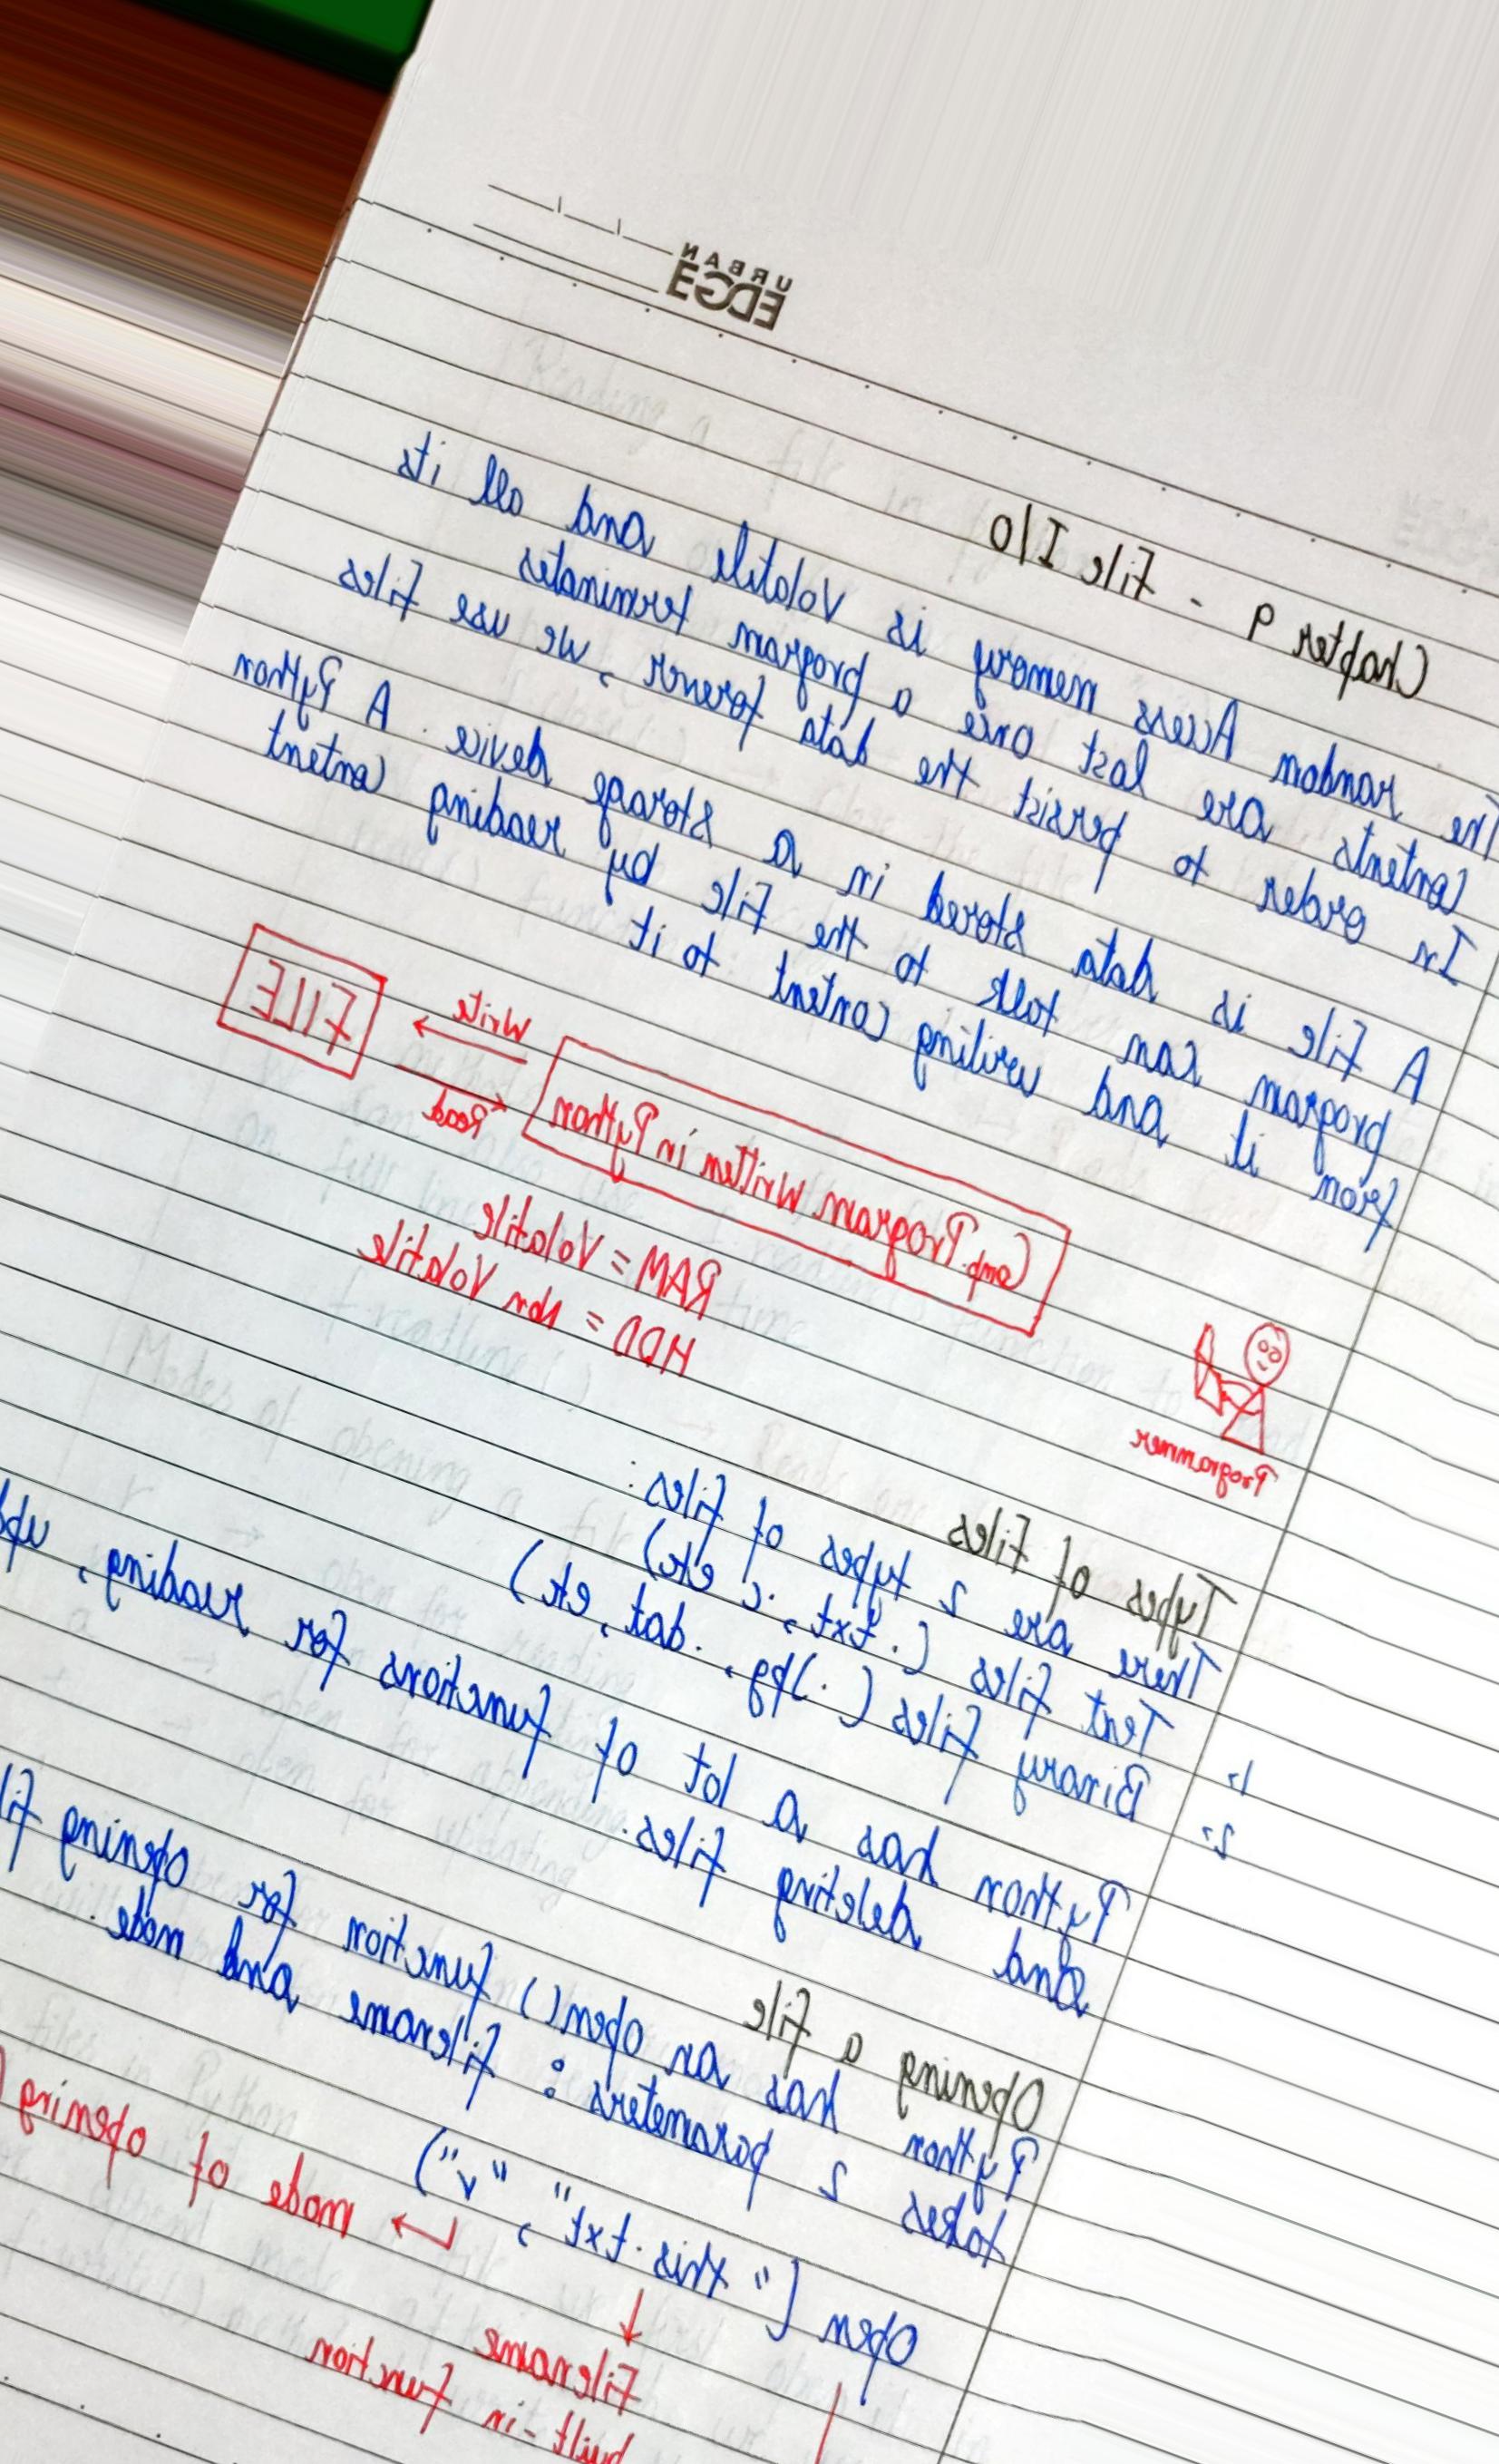 URBAN
EDGE
Chapter 9 - File I/O
The random Access memory is volatile and all its
contents are lost once a program terminates
In order to persist the data forever, we use files
A file is data stored in a storage device. A Python
program can talk to the file by reading content
from it and writing content to it
Programmer
Comp. Program Written in Python
Write
Read
FILE
RAM = Volatile
HDD = Non Volatile
Types of files
There are 2 types of files:
1. Text files (.txt, .c etc)
2. Binary files (.jpg, .dat, etc)
Python has a lot of functions for reading,
and deleting files.
Opening a file
Python has an open() function for opening
takes 2 parameters: filename and mode.
open ("this.txt", "r")
mode of opening
Filename
built-in function